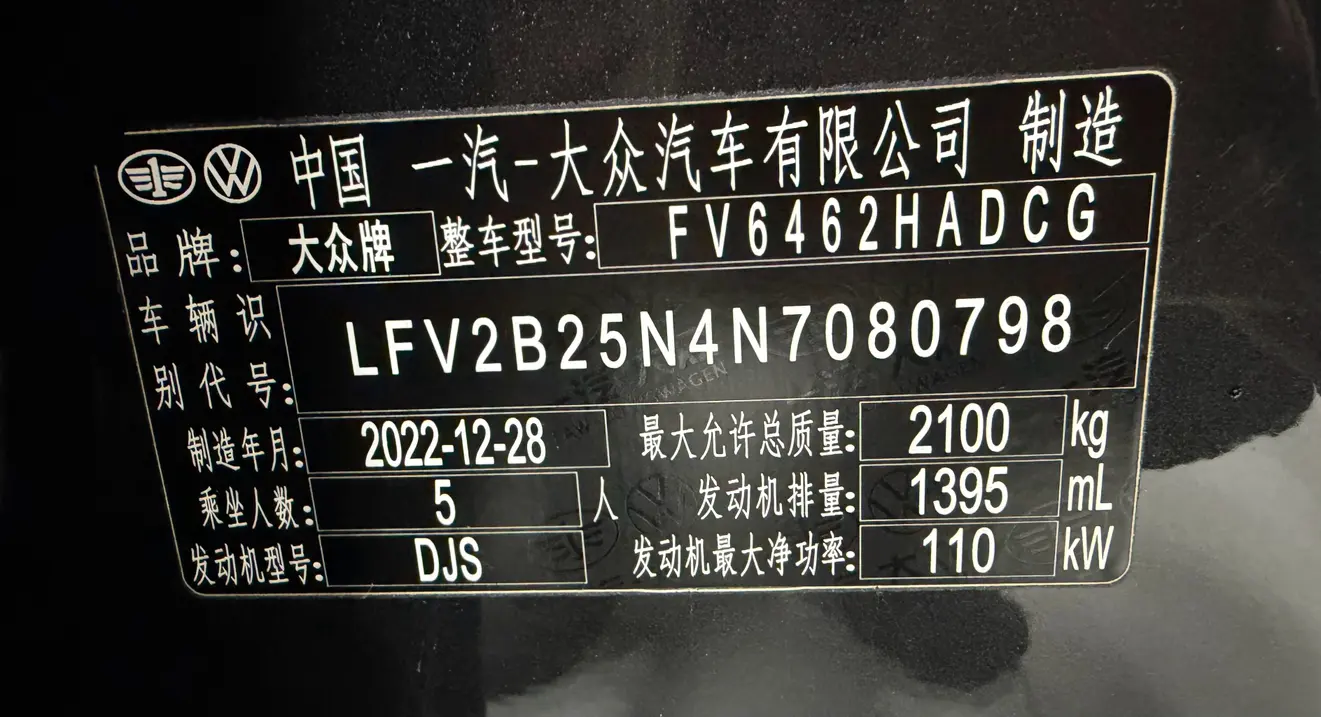 中国 一汽-大众汽车有限公司 制造
品牌: 大众牌 整车型号: FV6462HADCG
车辆识
别代号: LFV2B25N4N7080798
制造年月: 2022-12-28 最大允许总质量: 2100 kg
乘坐人数: 5 人 发动机排量: 1395 mL
发动机型号: DJS 发动机最大净功率: 110 kW